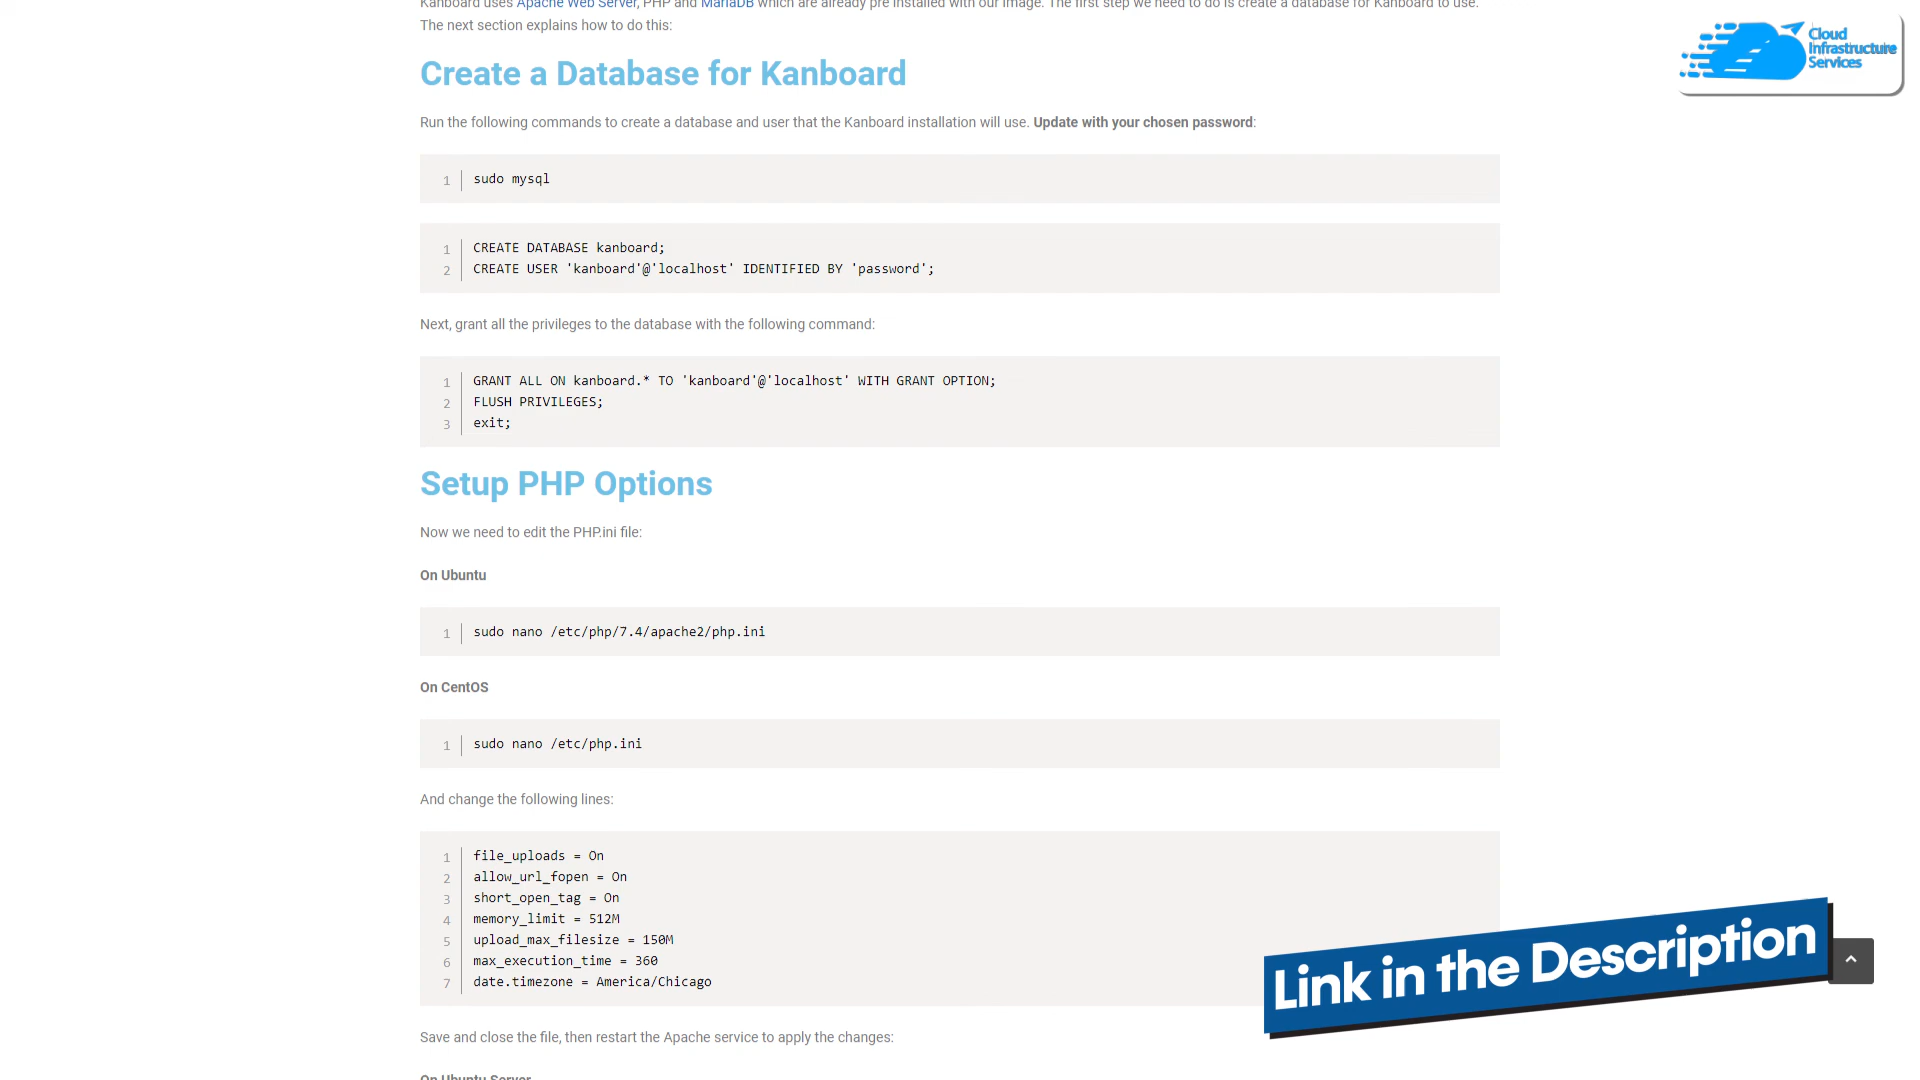 Kanboard uses Apache Web Server, PHP and MariaDB which are already pre installed with our image. The first step we need to do is create a database for Kanboard to use.
The next section explains how to do this:
Cloud
Infrastructure
Services
Create a Database for Kanboard
Run the following commands to create a database and user that the Kanboard installation will use. Update with your chosen password:
1 sudo mysql
1 CREATE DATABASE kanboard;
2 CREATE USER 'kanboard'@'localhost' IDENTIFIED BY 'password';
Next, grant all the privileges to the database with the following command:
1 GRANT ALL ON kanboard.* TO 'kanboard'@'localhost' WITH GRANT OPTION;
2 FLUSH PRIVILEGES;
3 exit;
Setup PHP Options
Now we need to edit the PHP.ini file:
On Ubuntu
1 sudo nano /etc/php/7.4/apache2/php.ini
On CentOS
1 sudo nano /etc/php.ini
And change the following lines:
1 file_uploads = On
2 allow_url_fopen = On
3 short_open_tag = On
4 memory_limit = 512M
5 upload_max_filesize = 150M
6 max_execution_time = 360
7 date.timezone = America/Chicago
Link in the Description
Save and close the file, then restart the Apache service to apply the changes:
On Ubuntu Server